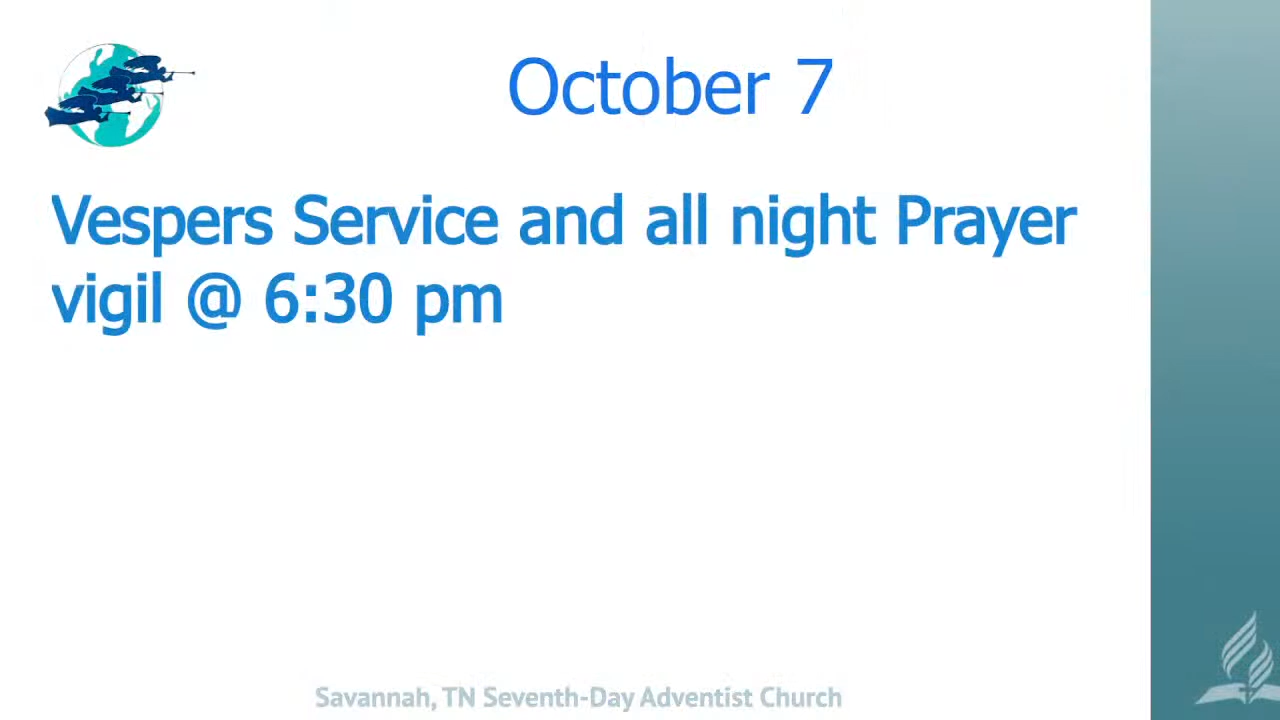 October 7
Vespers Service and all night Prayer
vigil @ 6:30 pm
Savannah, TN Seventh-Day Adventist Church